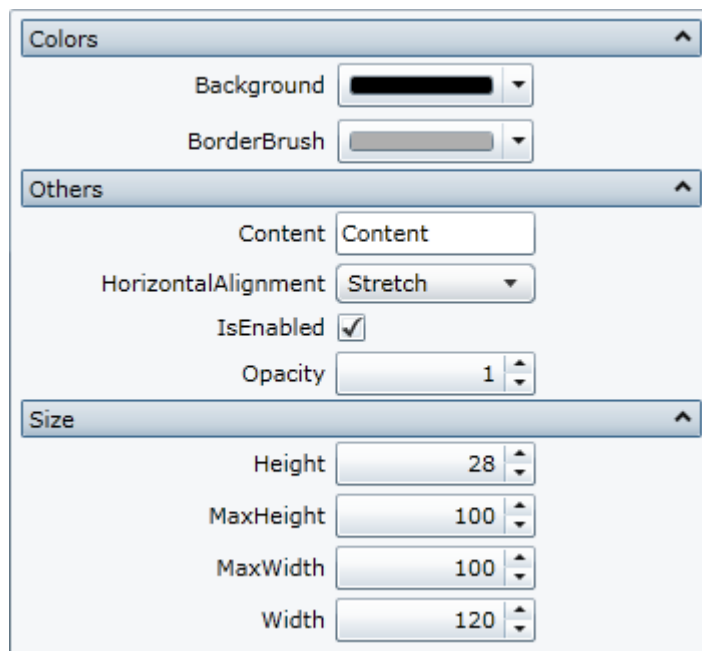 Colors
Background
BorderBrush
Others
Content Content
HorizontalAlignment Stretch
IsEnabled
Opacity 1
Size
Height 28
MaxHeight 100
MaxWidth 100
Width 120